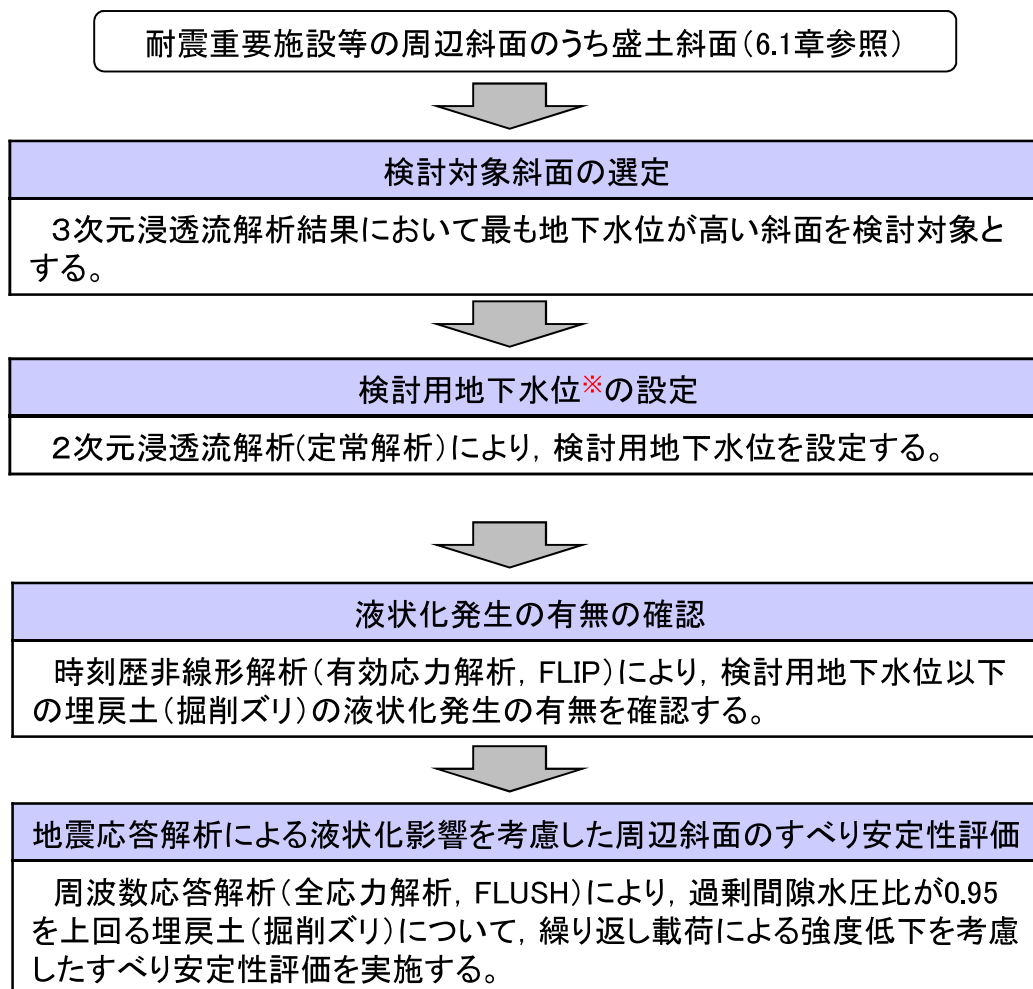 耐震重要施設等の周辺斜面のうち盛土斜面（6.1章参照）
検討対象斜面の選定
３次元浸透流解析結果において最も地下水位が高い斜面を検討対象と
する。
検討用地下水位※の設定
２次元浸透流解析(定常解析)により，検討用地下水位を設定する。
液状化発生の有無の確認
時刻歴非線形解析（有効応力解析，FLIP）により，検討用地下水位以下
の埋戻土（掘削ズリ）の液状化発生の有無を確認する。
地震応答解析による液状化影響を考慮した周辺斜面のすべり安定性評価
周波数応答解析（全応力解析，FLUSH）により，過剰間隙水圧比が0.95
を上回る埋戻土（掘削ズリ）について，繰り返し載荷による強度低下を考慮
したすべり安定性評価を実施する。